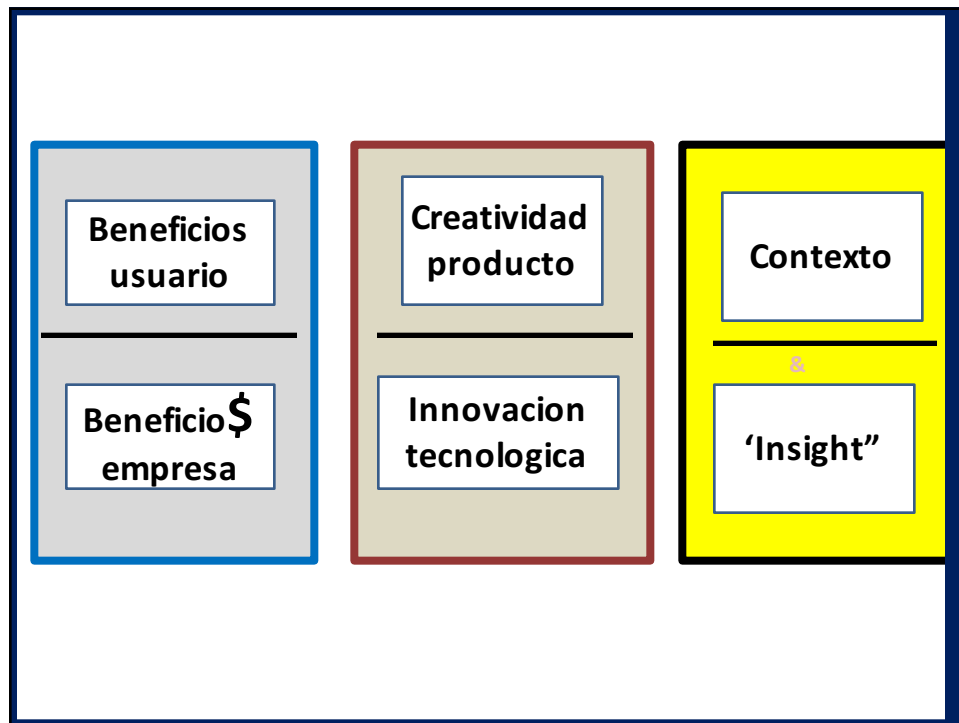 Beneficios
usuario
Beneficio$
empresa
Creatividad
producto
Innovacion
tecnologica
Contexto
&
‘Insight”